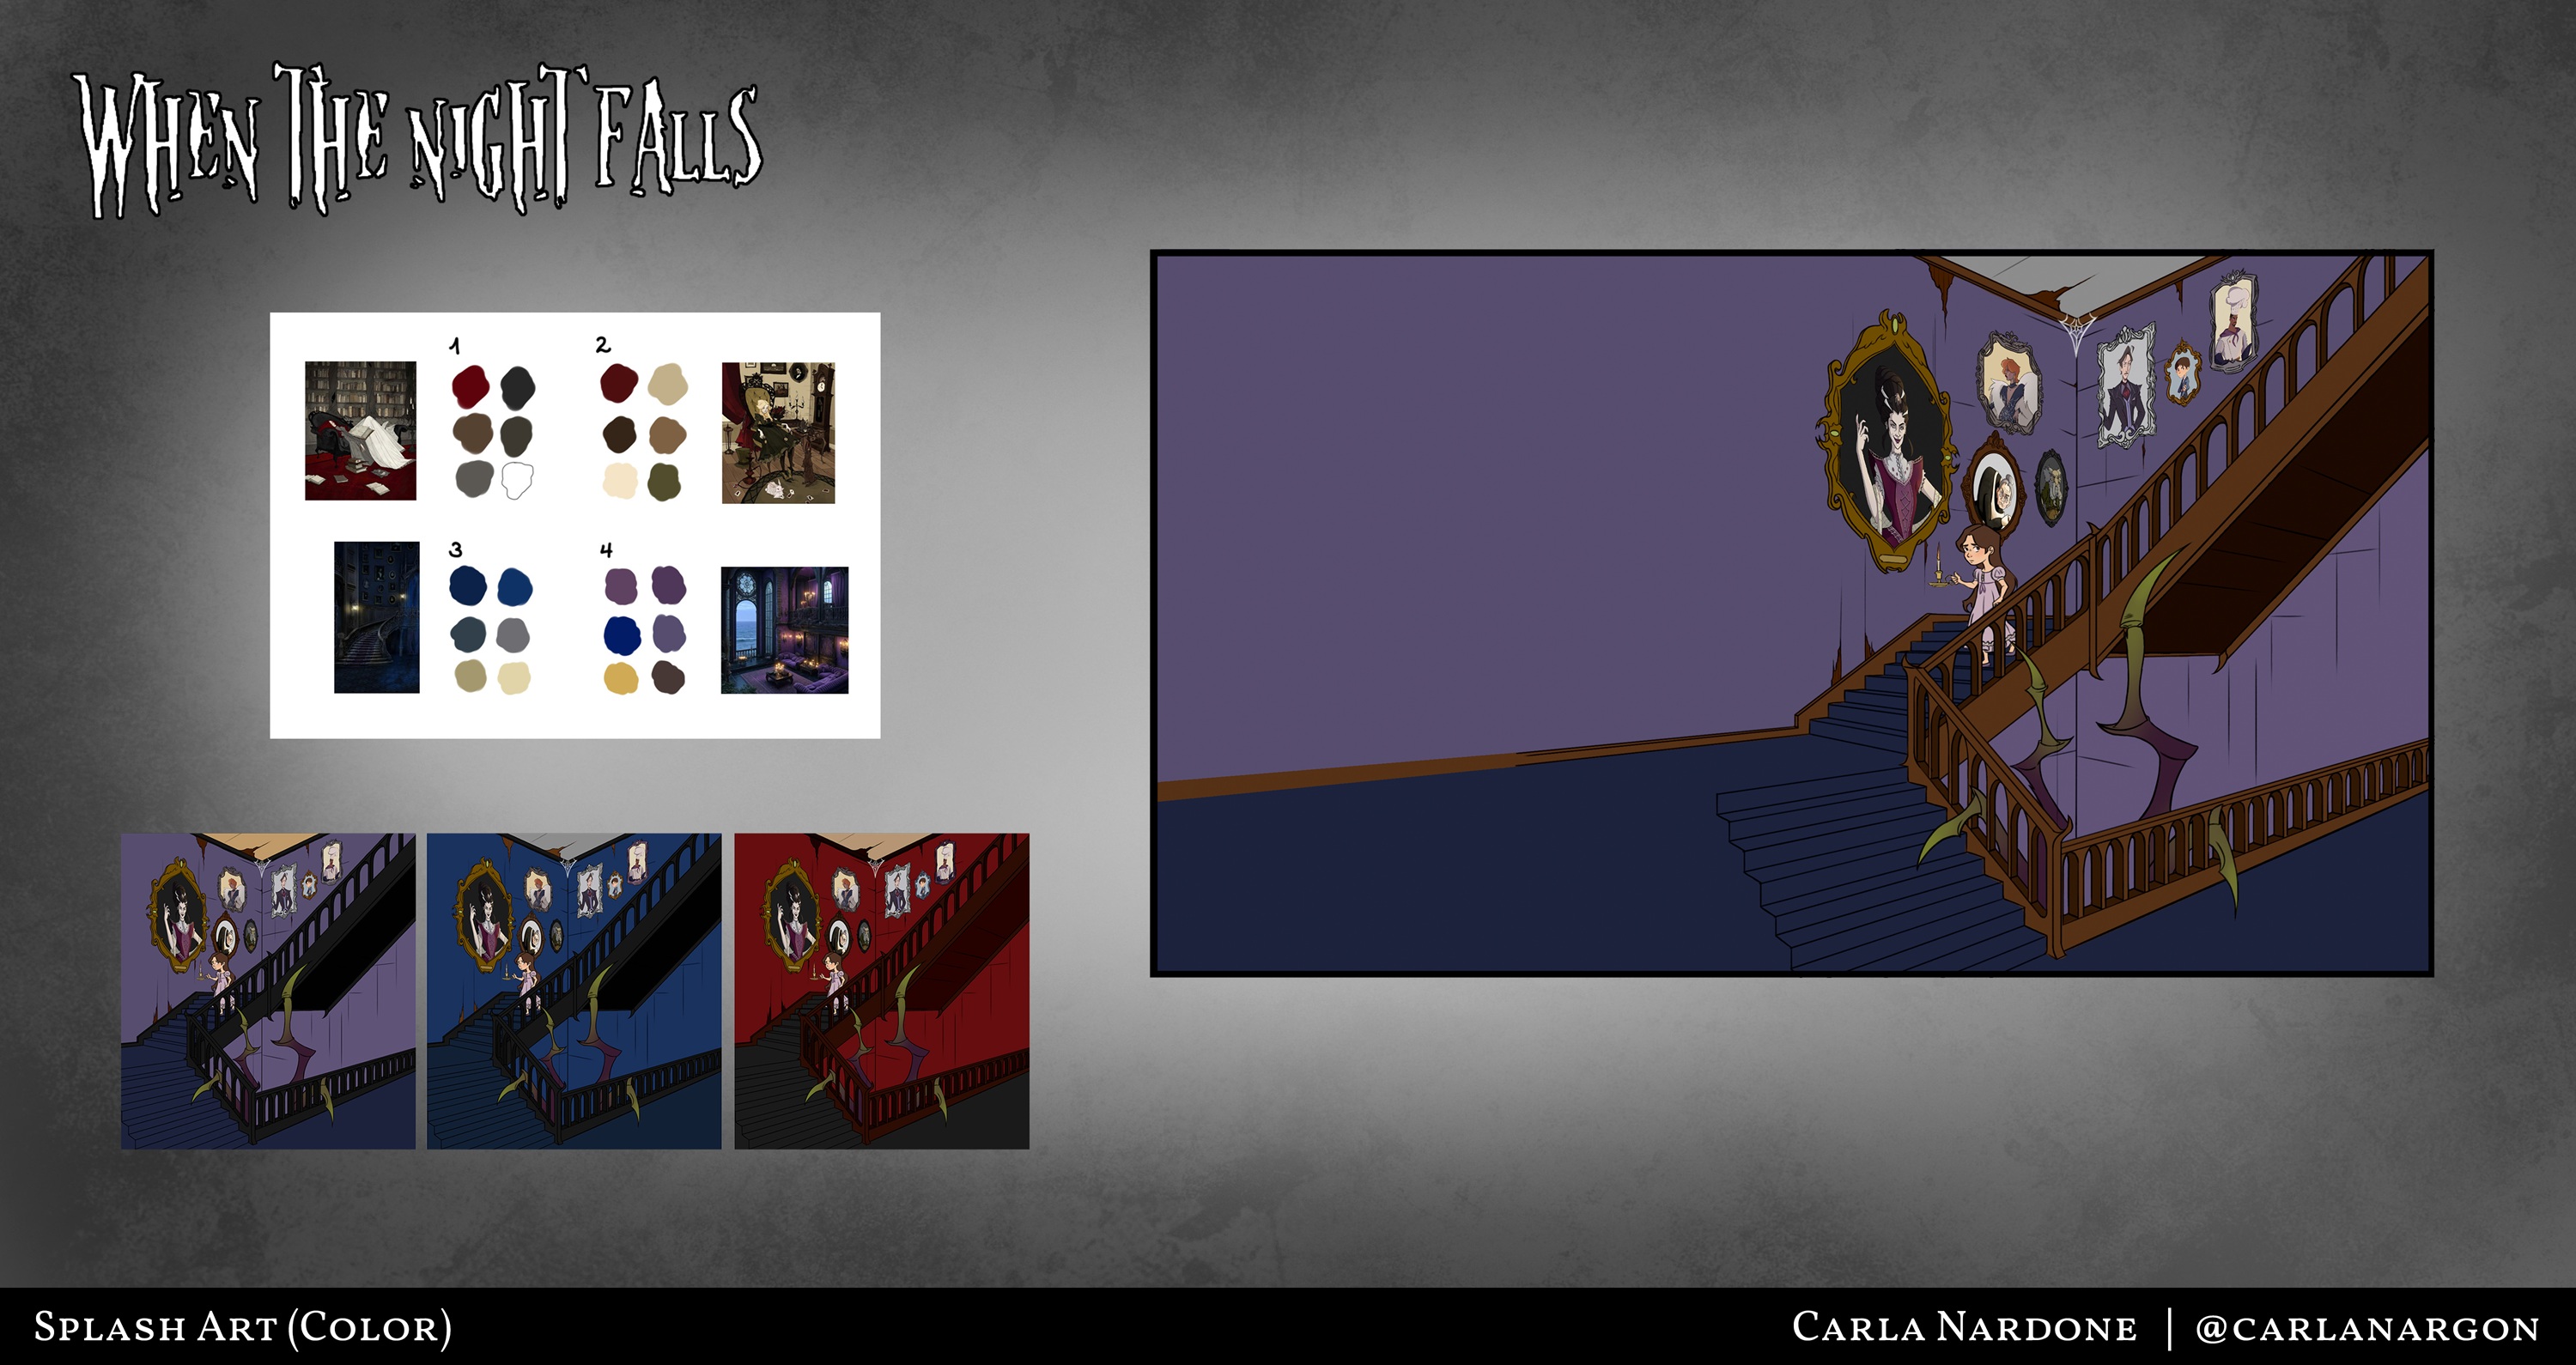 WHEN THE NIGHT FALLS
1
2
3
4
SPLASH ART (COLOR)
CARLA NARDONE | @CARLANARGON